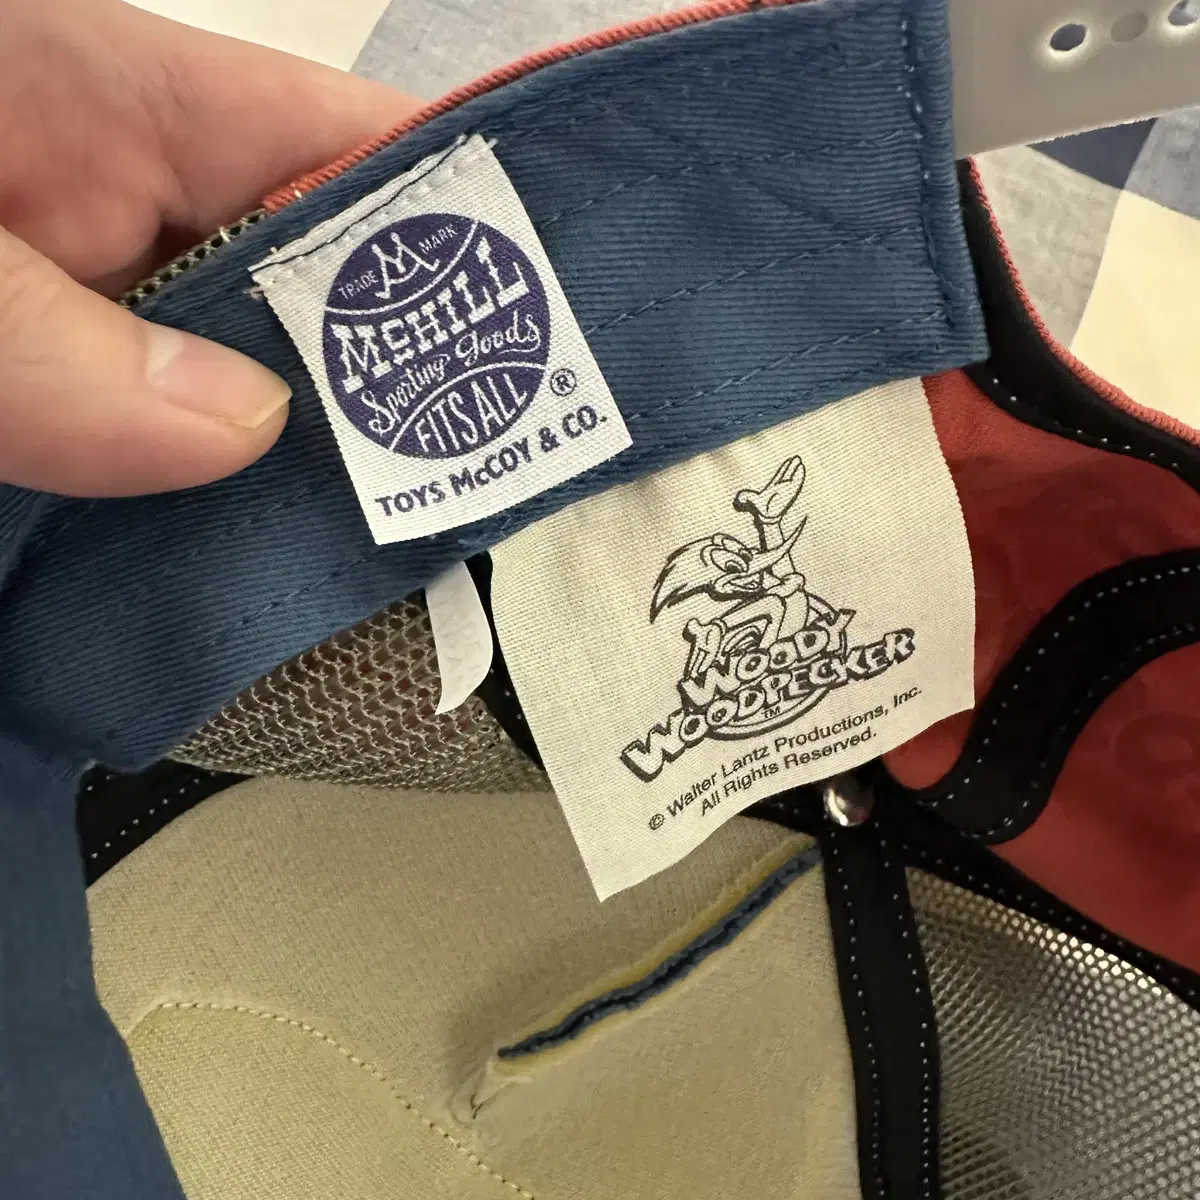 TRADE MARK
McHILL
Sporting goods
FITS ALL
®
TOYS McCOY & CO.
WOODY
WOODPECKER
TM
© Walter Lantz Productions, Inc.
All Rights Reserved.